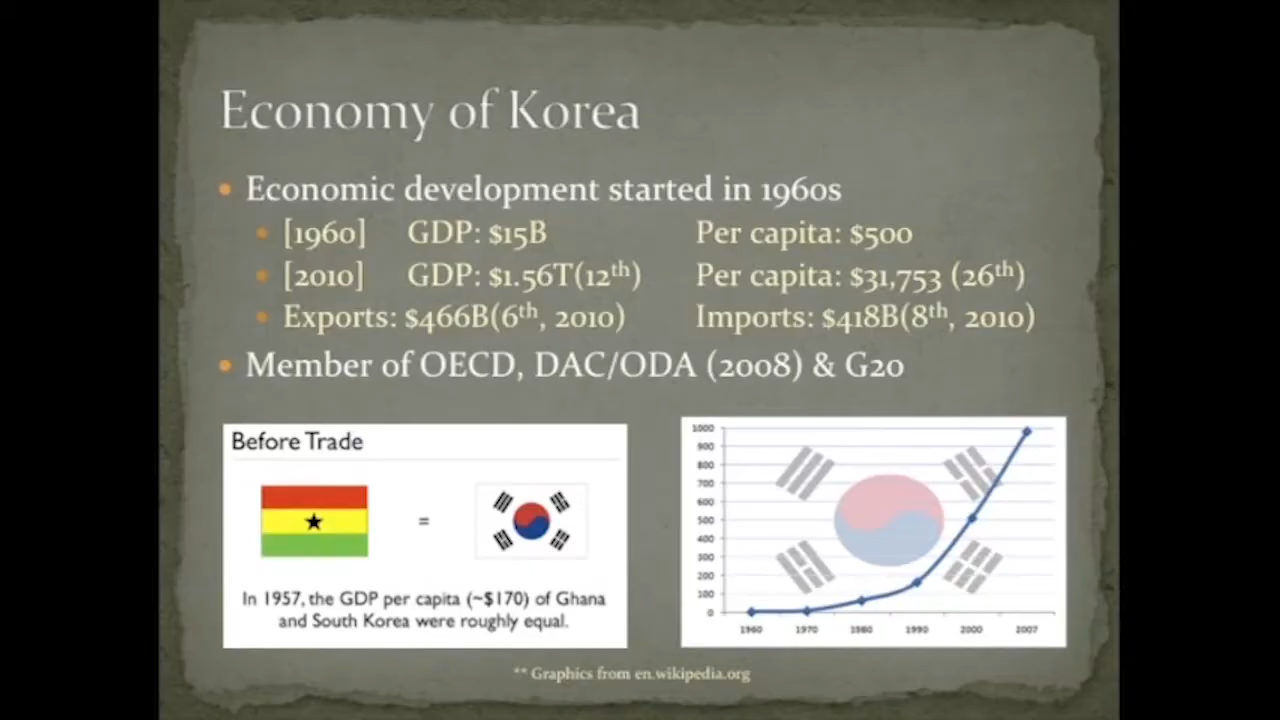 Economy of Korea
Economic development started in 1960s
[1960] GDP: $15B Per capita: $500
[2010] GDP: $1.56T(12th) Per capita: $31,753 (26th)
Exports: $466B(6th, 2010) Imports: $418B(8th, 2010)
Member of OECD, DAC/ODA (2008) & G20
Before Trade
=
In 1957, the GDP per capita (~$170) of Ghana
and South Korea were roughly equal.
1000
900
800
700
600
500
400
300
200
100
0
1960 1970 1980 1990 2000 2007
** Graphics from en.wikipedia.org